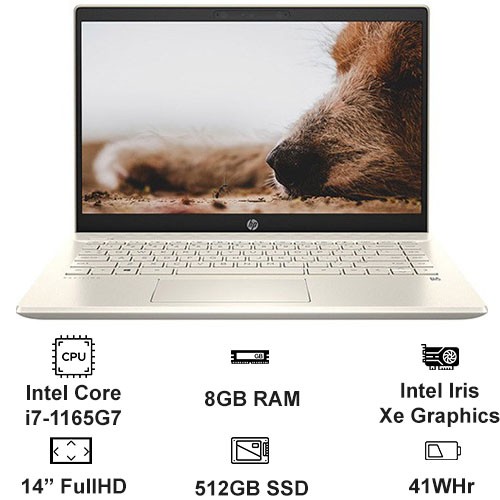 hp
CPU
GB
Intel Core
i7-1165G7
8GB RAM
Intel Iris
Xe Graphics
14” FullHD
512GB SSD
41WHr